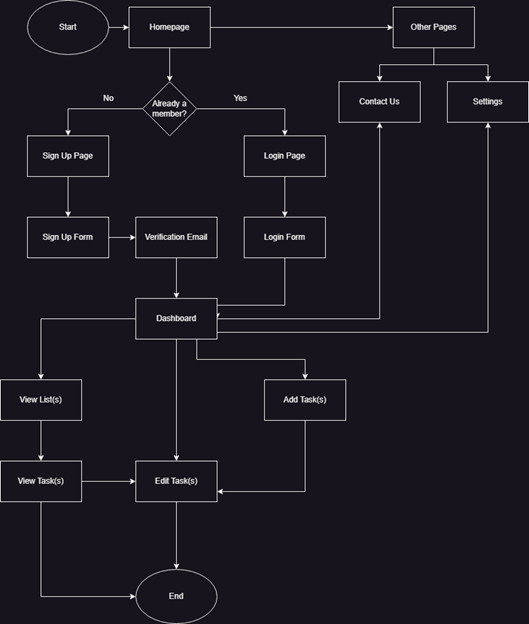 Start
Homepage
Other Pages
No
Already a
member?
Yes
Contact Us
Settings
Sign Up Page
Login Page
Sign Up Form
Verification Email
Login Form
Dashboard
View List(s)
Add Task(s)
View Task(s)
Edit Task(s)
End